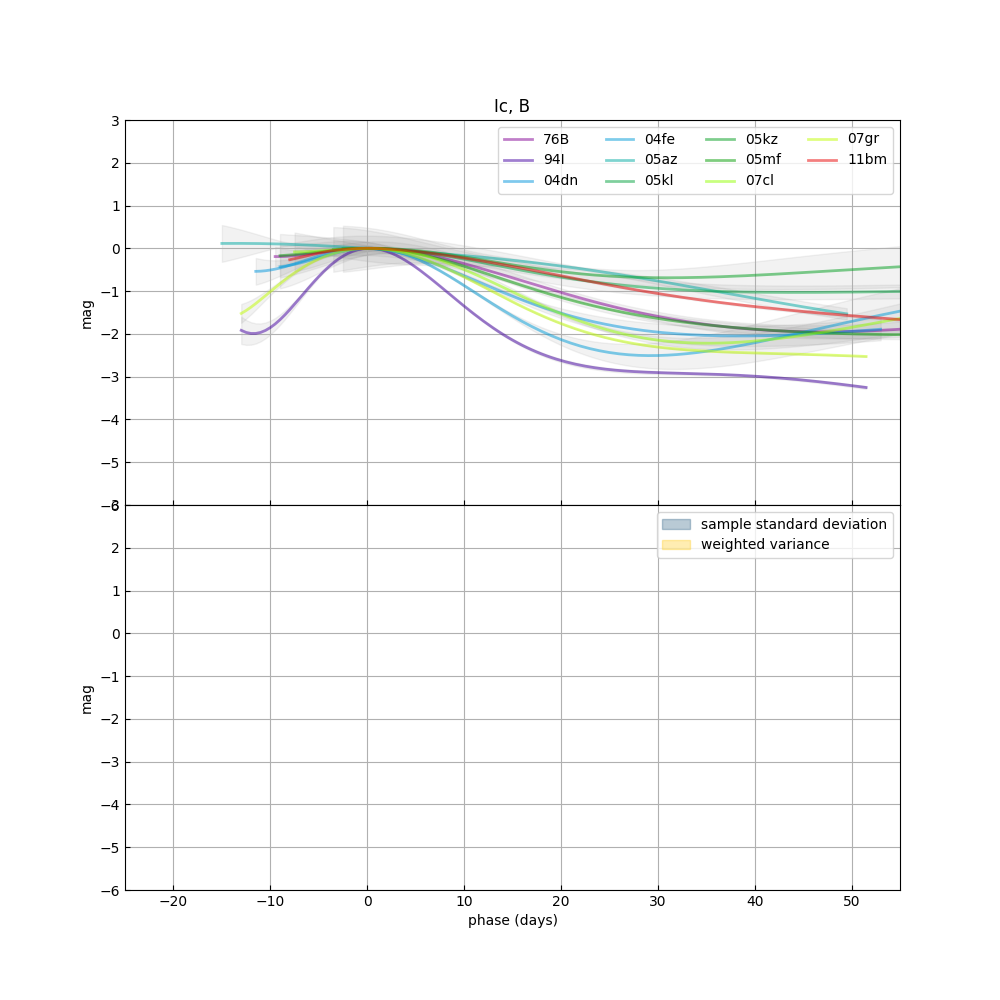 Ic, B
3
2
1
0
−1
−2
−3
−4
−5
−6
mag
76B 04fe 05kz 07gr
94I 05az 05mf 11bm
04dn 05kl 07cl
3
2
1
0
−1
−2
−3
−4
−5
−6
mag
sample standard deviation
weighted variance
−20 −10 0 10 20 30 40 50
phase (days)